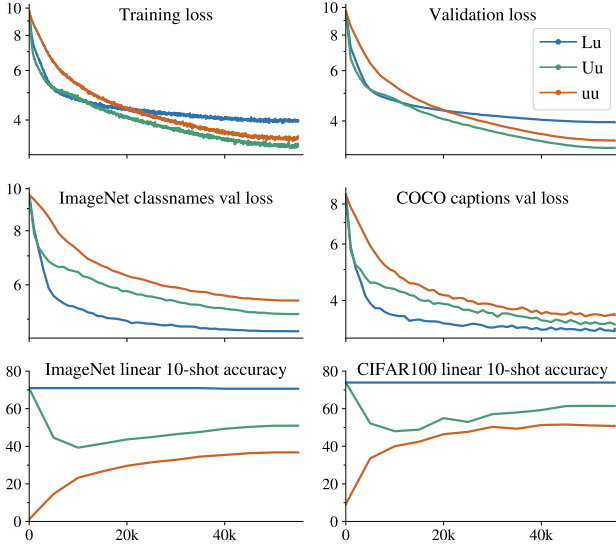 Training loss
10
8
6
4
Validation loss
8
6
4
Lu
Uu
uu
ImageNet classnames val loss
10
8
6
COCO captions val loss
8
6
4
ImageNet linear 10-shot accuracy
80
60
40
20
0
0
20k
40k
CIFAR100 linear 10-shot accuracy
80
60
40
20
0
0
20k
40k